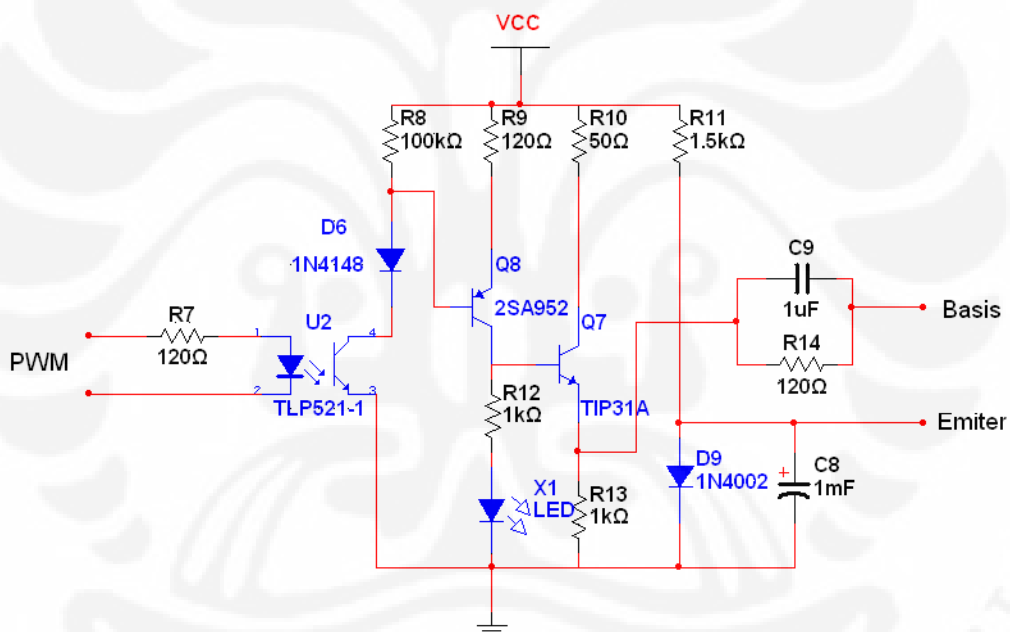 VCC
R8
100kΩ
R9
120Ω
R10
50Ω
R11
1.5kΩ
D6
1N4148
Q8
2SA952
C9
1uF
Basis
R7
120Ω
U2
1
4
Q7
R14
120Ω
PWM
2
3
TLP521-1
R12
1kΩ
TIP31A
Emiter
D9
1N4002
C8
1mF
+
X1
LED
R13
1kΩ